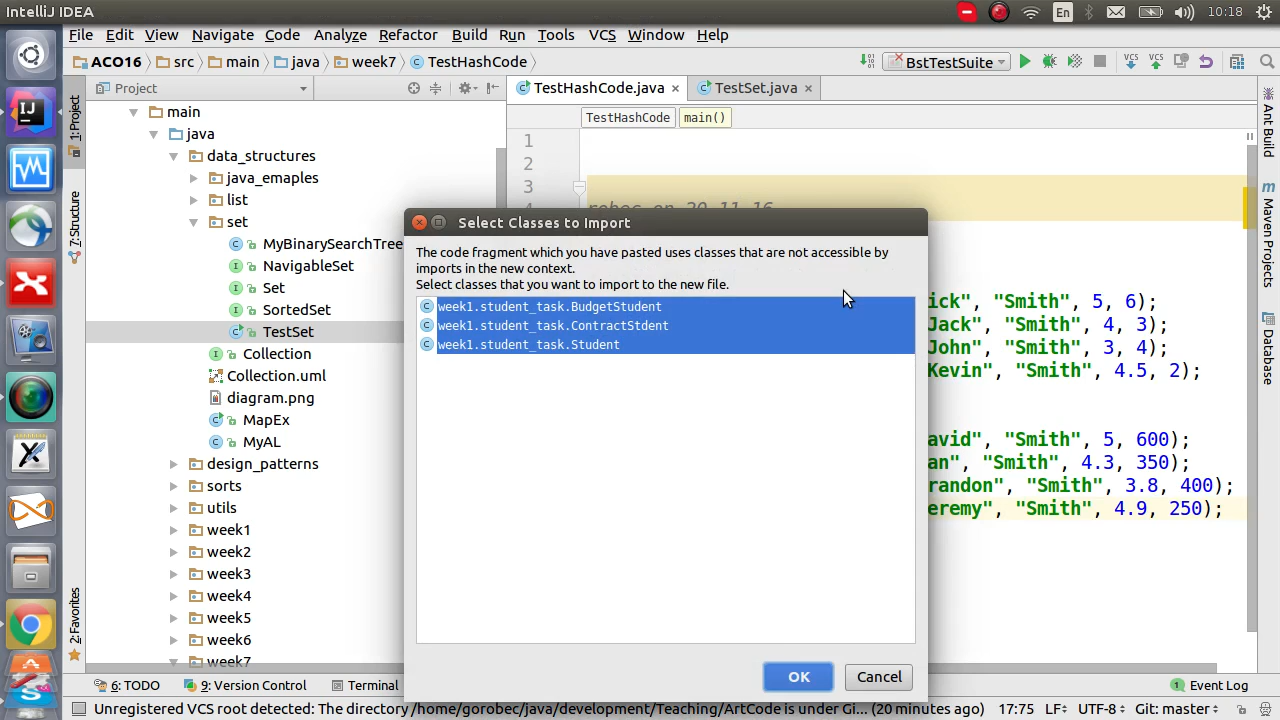 IntelliJ IDEA
En
10:18
File Edit View Navigate Code Analyze Refactor Build Run Tools VCS Window Help
ACO16 src main java week7 TestHashCode
BstTestSuite
VCS VCS
Project
TestHashCode.java
TestSet.java
TestHashCode main()
1: Project
7: Structure
2: Favorites
main
java
data_structures
java_emaples
list
set
MyBinarySearchTree
NavigableSet
Set
SortedSet
TestSet
Collection
Collection.uml
diagram.png
MapEx
MyAL
design_patterns
sorts
utils
week1
week2
week3
week4
week5
week6
week7
1
2
3
4
robec on 20.11.16
Select Classes to Import
The code fragment which you have pasted uses classes that are not accessible by
imports in the new context.
Select classes that you want to import to the new file.
week1.student_task.BudgetStudent
week1.student_task.ContractStdent
week1.student_task.Student
OK
Cancel
ick", "Smith", 5, 6);
Jack", "Smith", 4, 3);
John", "Smith", 3, 4);
Kevin", "Smith", 4.5, 2);
avid", "Smith", 5, 600);
an", "Smith", 4.3, 350);
randon", "Smith", 3.8, 400);
eremy", "Smith", 4.9, 250);
Ant Build
Maven Projects
Database
6: TODO
9: Version Control
Terminal
1 Event Log
Unregistered VCS root detected: The directory /home/gorobec/java/development/Teaching/ArtCode is under Gi... (20 minutes ago)
17:75 LF UTF-8 Git: master